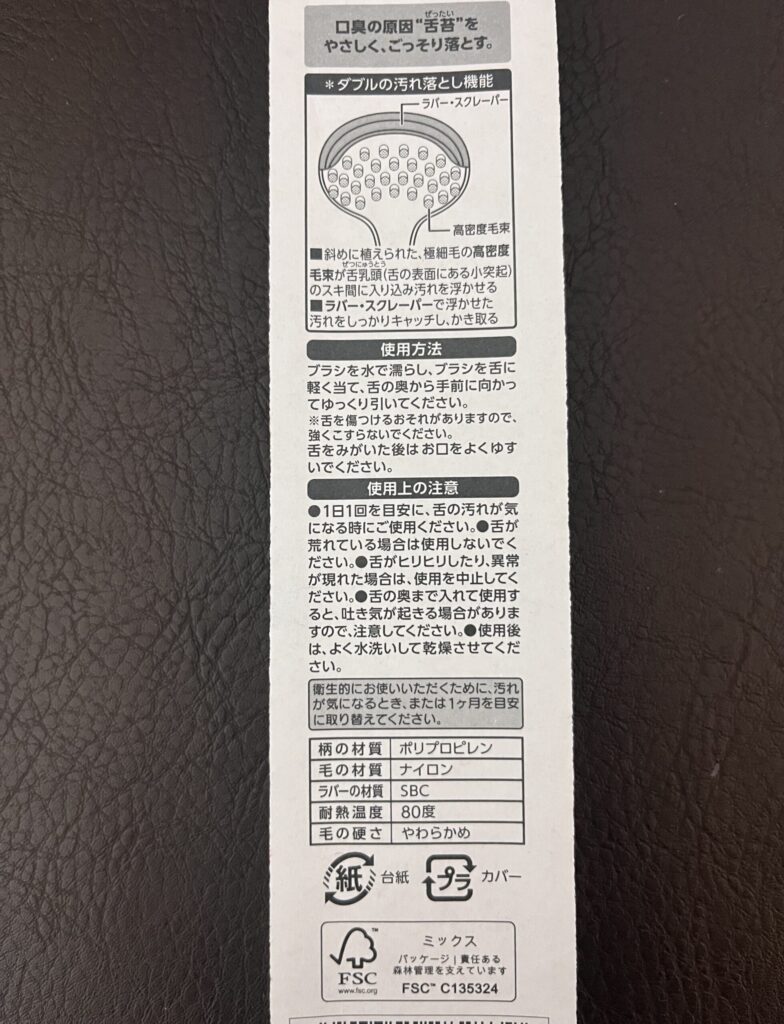 ぜったい
口臭の原因“舌苔”を
やさしく、ごっそり落とす。
＊ダブルの汚れ落とし機能
ラバー・スクレーパー
高密度毛束
■斜めに植えられた、極細毛の高密度
ぜつにゅうとう
毛束が舌乳頭(舌の表面にある小突起)
のスキ間に入り込み汚れを浮かせる
■ラバー・スクレーパーで浮かせた
汚れをしっかりキャッチし、かき取る
使用方法
ブラシを水で濡らし、ブラシを舌に
軽く当て、舌の奥から手前に向かっ
てゆっくり引いてください。
※舌を傷つけるおそれがありますので、
強くこすらないでください。
舌をみがいた後はお口をよくゆす
いでください。
使用上の注意
●1日1回を目安に、舌の汚れが気
になる時にご使用ください。●舌が
荒れている場合は使用しないでく
ださい。●舌がヒリヒリしたり、異常
が現れた場合は、使用を中止してく
ださい。●舌の奥まで入れて使用す
ると、吐き気が起きる場合がありま
すので、注意してください。●使用後
は、よく水洗いして乾燥させてくだ
さい。
衛生的にお使いいただくために、汚れ
が気になるとき、または1ヶ月を目安
に取り替えてください。
柄の材質 ポリプロピレン
毛の材質 ナイロン
ラバーの材質 SBC
耐熱温度 80度
毛の硬さ やわらかめ
紙 台紙 プラ カバー
ミックス
パッケージ|責任ある
森林管理を支えています
FSC™ C135324
FSC
www.fsc.org